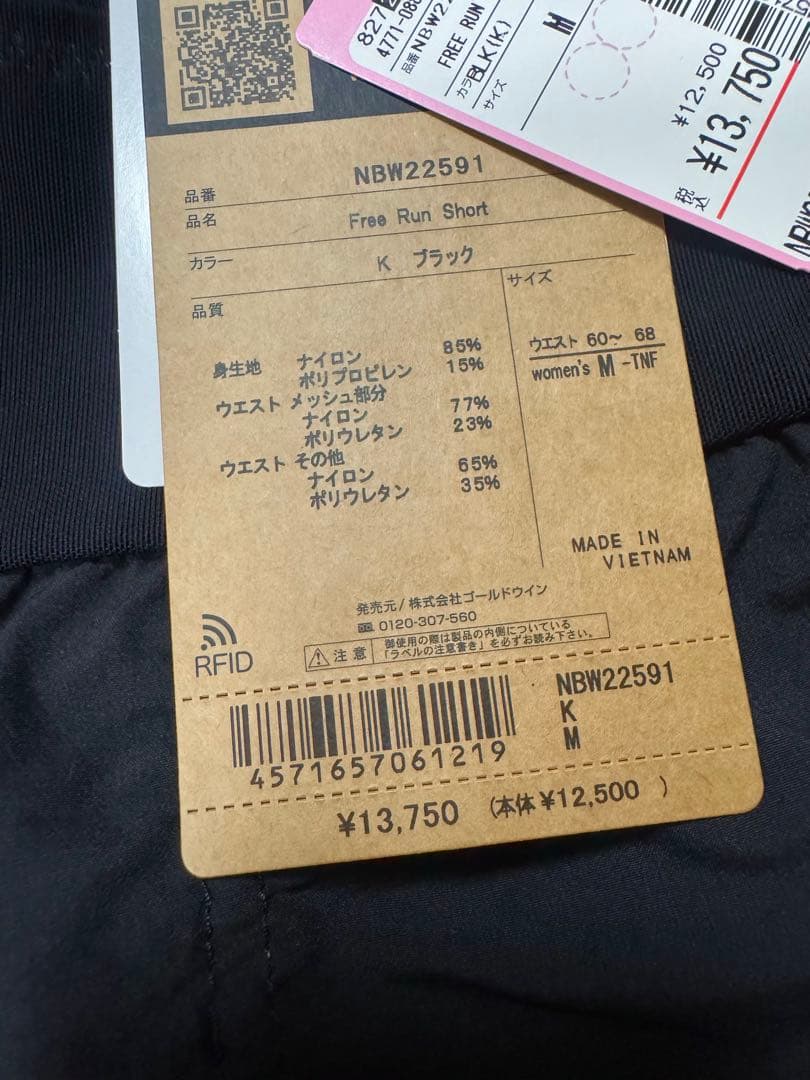 4771-080
品番 NBW22
FREE RUN
カラ BLK(K)
サイズ
M
¥12,500
¥13,750
税込
品番 NBW22591
品名 Free Run Short
カラー K ブラック
品質
サイズ
身生地 ナイロン 85%
ポリプロピレン 15%
ウエスト メッシュ部分
ナイロン 77%
ポリウレタン 23%
ウエスト その他
ナイロン 65%
ポリウレタン 35%
ウエスト 60〜 68
women's M -TNF
MADE IN
VIETNAM
発売元/株式会社ゴールドウイン
0120-307-560
RFID
注意 御使用の際は製品の内側についている
「ラベルの注意書き」を必ずお読み下さい。
4571657061219
NBW22591
K
M
¥13,750 (本体 ¥12,500 )